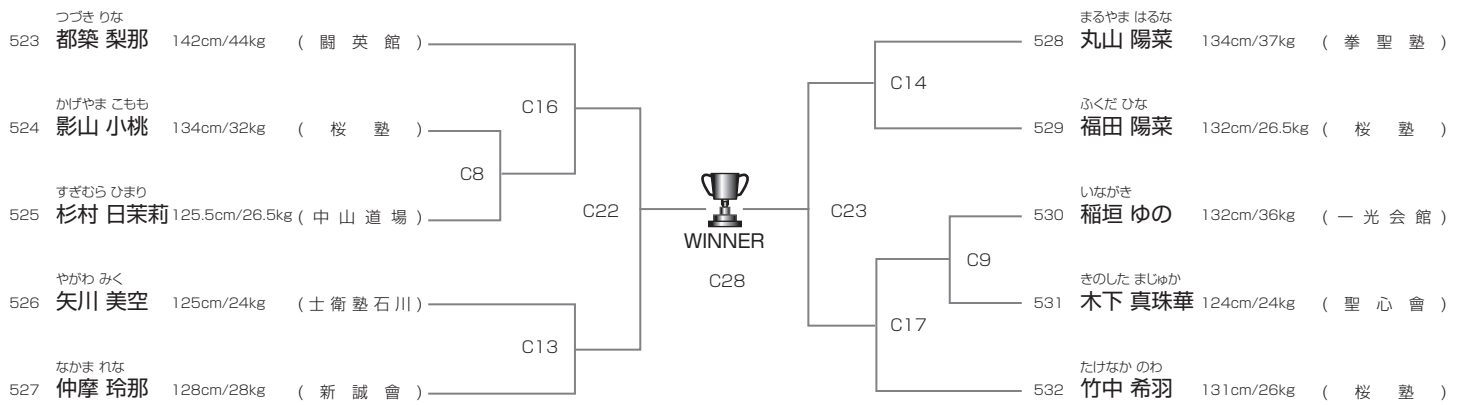 つづき りな
523 都築 梨那 142cm/44kg (闘英館)
C16
かげやま こもも
524 影山 小桃 134cm/32kg (桜塾)
C8
すぎむら ひまり
525 杉村 日茉莉 125.5cm/26.5kg (中山道場)
C22
やがわ みく
526 矢川 美空 125cm/24kg (士衛塾石川)
C13
なかま れな
527 仲摩 玲那 128cm/28kg (新誠會)
WINNER
C28
まるやま はるな
528 丸山 陽菜 134cm/37kg (拳聖塾)
C14
ふくだ ひな
529 福田 陽菜 132cm/26.5kg (桜塾)
C23
いながき
530 稲垣 ゆの 132cm/36kg (一光会館)
C9
きのした まじゅか
531 木下 真珠華 124cm/24kg (聖心會)
C17
たけなか のわ
532 竹中 希羽 131cm/26kg (桜塾)